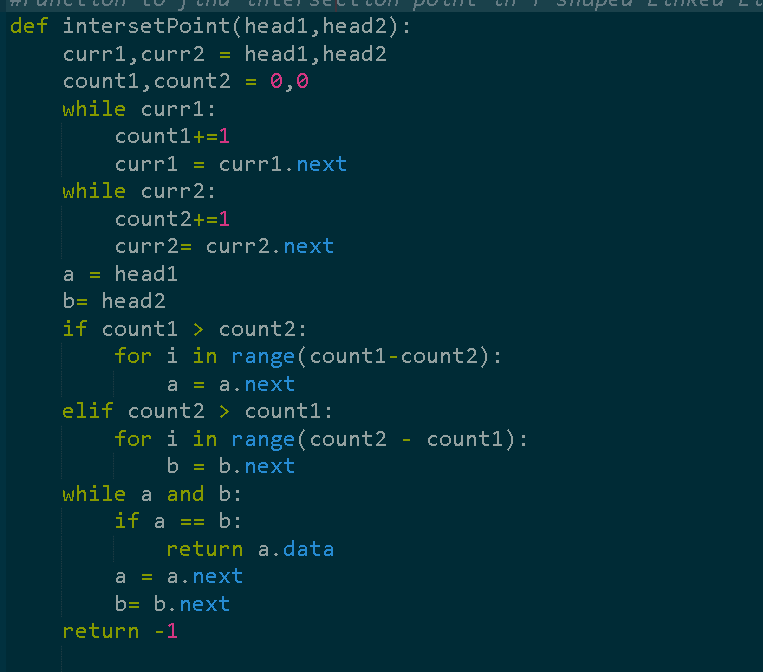 #Function to find intersection point in Y shaped Linked Li
def intersetPoint(head1,head2):
    curr1,curr2 = head1,head2
    count1,count2 = 0,0
    while curr1:
        count1+=1
        curr1 = curr1.next
    while curr2:
        count2+=1
        curr2= curr2.next
    a = head1
    b= head2
    if count1 > count2:
        for i in range(count1-count2):
            a = a.next
    elif count2 > count1:
        for i in range(count2 - count1):
            b = b.next
    while a and b:
        if a == b:
            return a.data
        a = a.next
        b= b.next
    return -1